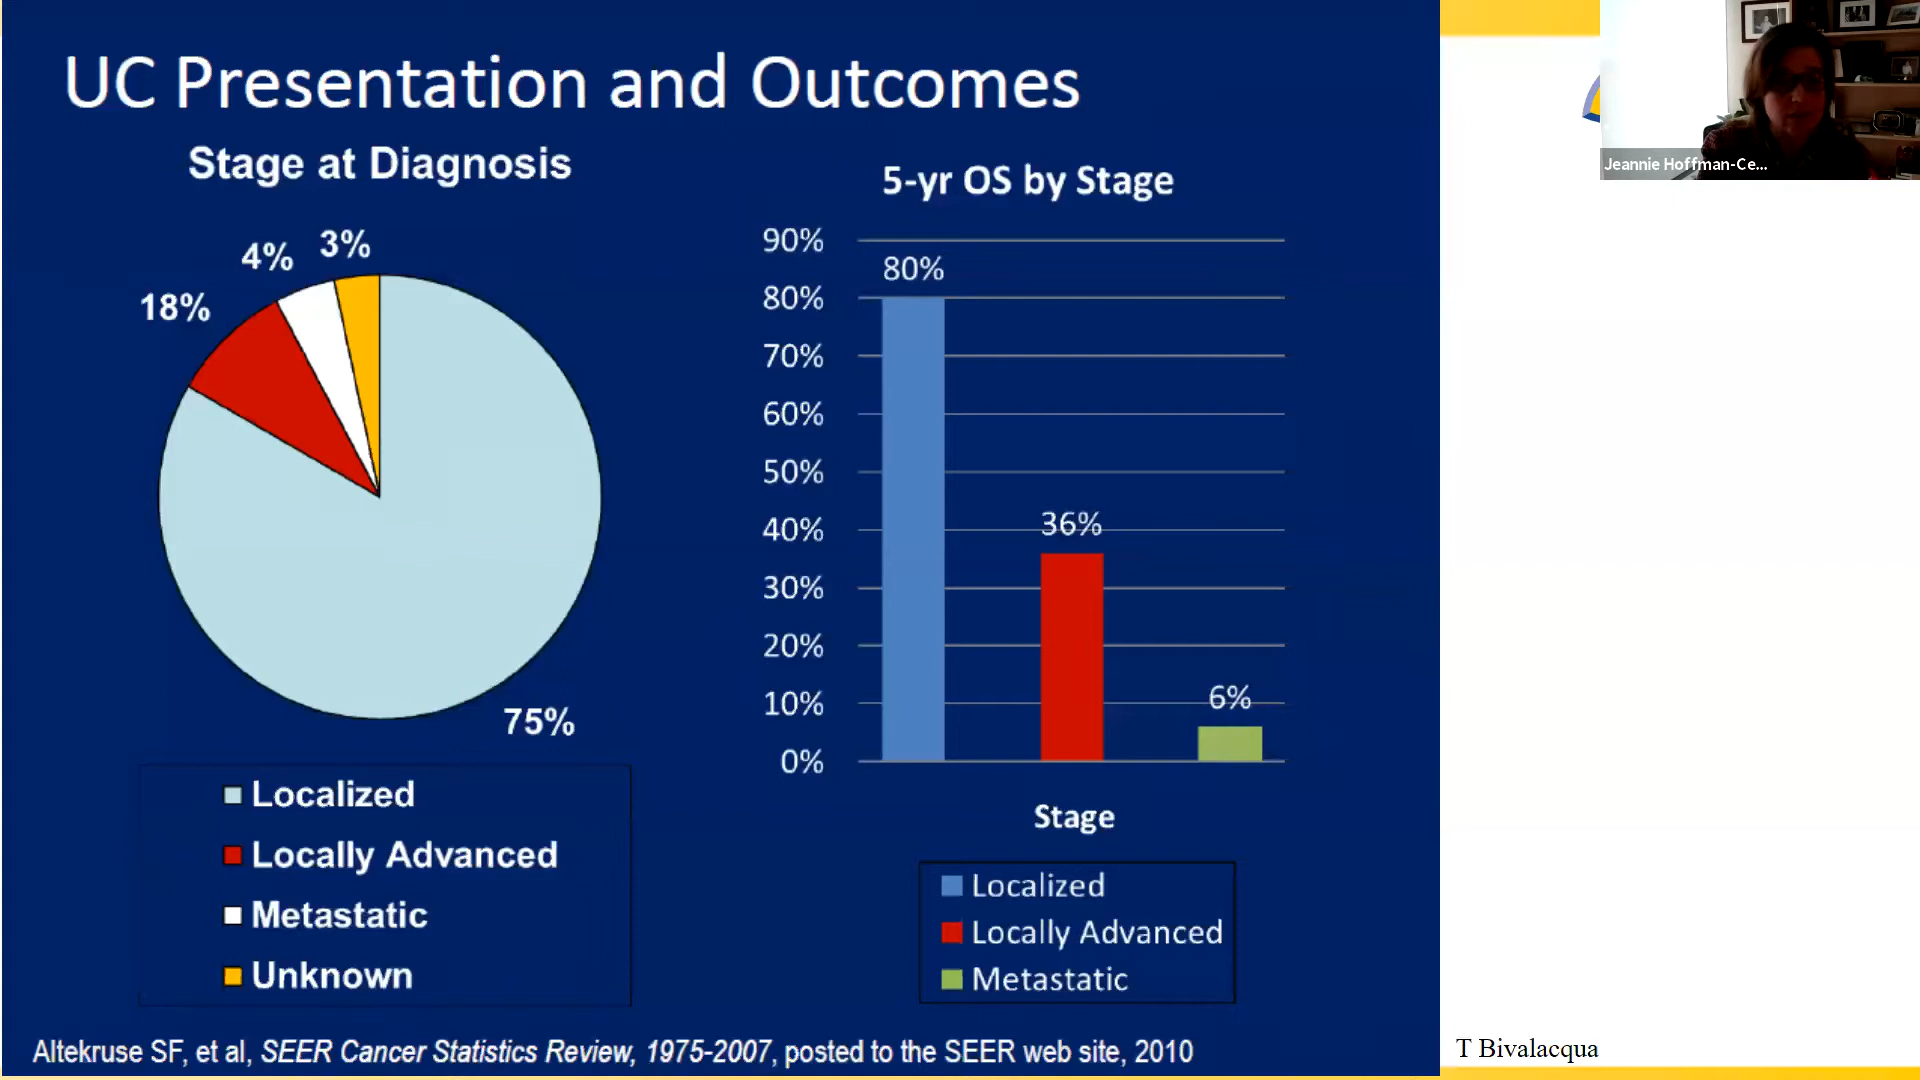 UC Presentation and Outcomes
Stage at Diagnosis
4% 3%
18%
75%
Localized
Locally Advanced
Metastatic
Unknown
5-yr OS by Stage
90%
80%
80%
70%
60%
50%
40%
36%
30%
20%
10%
6%
0%
Stage
Localized
Locally Advanced
Metastatic
Altekruse SF, et al, SEER Cancer Statistics Review, 1975-2007, posted to the SEER web site, 2010
T Bivalacqua
Jeannie Hoffman-Ce...